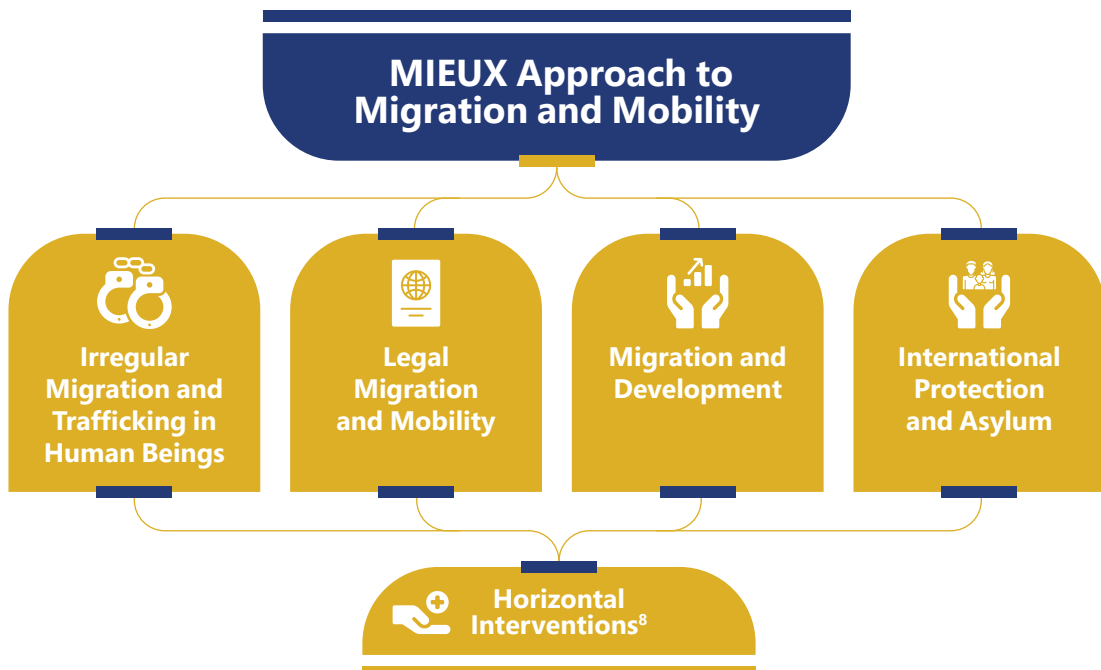 MIEUX Approach to
Migration and Mobility
Irregular
Migration and
Trafficking in
Human Beings
Legal
Migration
and Mobility
Migration and
Development
International
Protection
and Asylum
Horizontal
Interventions⁸